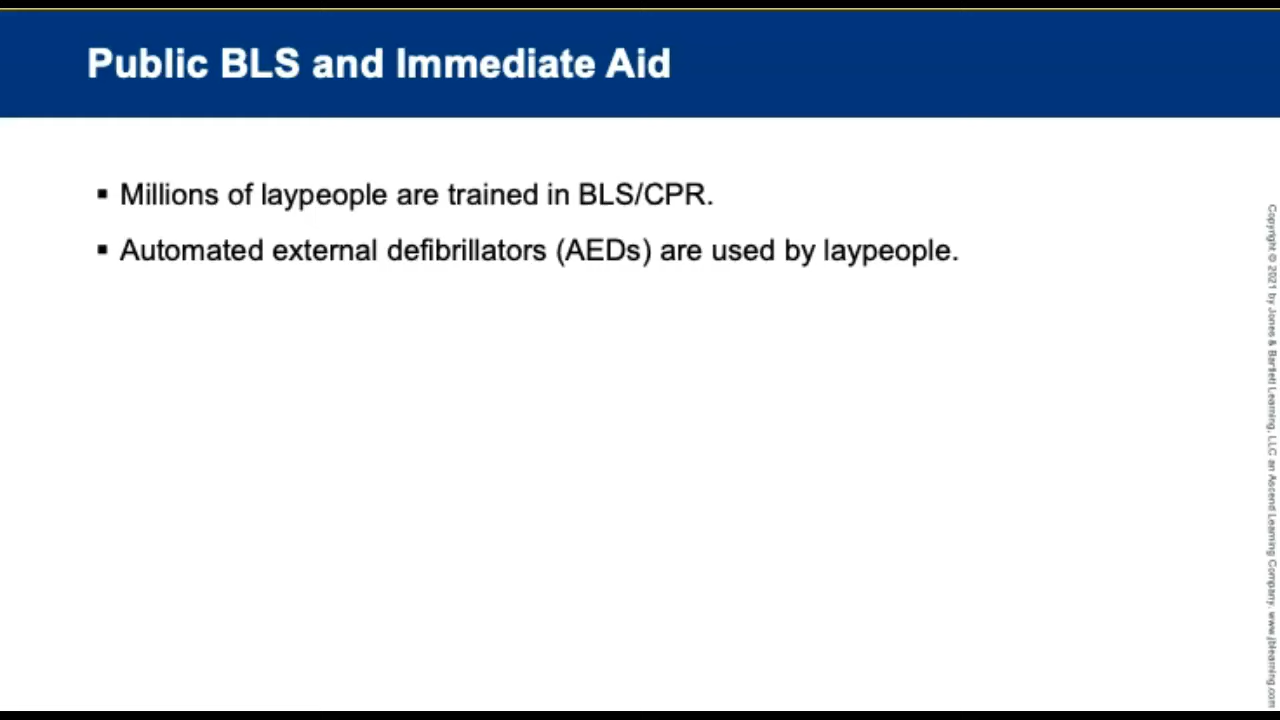 Public BLS and Immediate Aid
▪ Millions of laypeople are trained in BLS/CPR.
▪ Automated external defibrillators (AEDs) are used by laypeople.
Copyright © 2021 by Jones & Bartlett Learning, LLC an Ascend Learning Company. www.jblearning.com